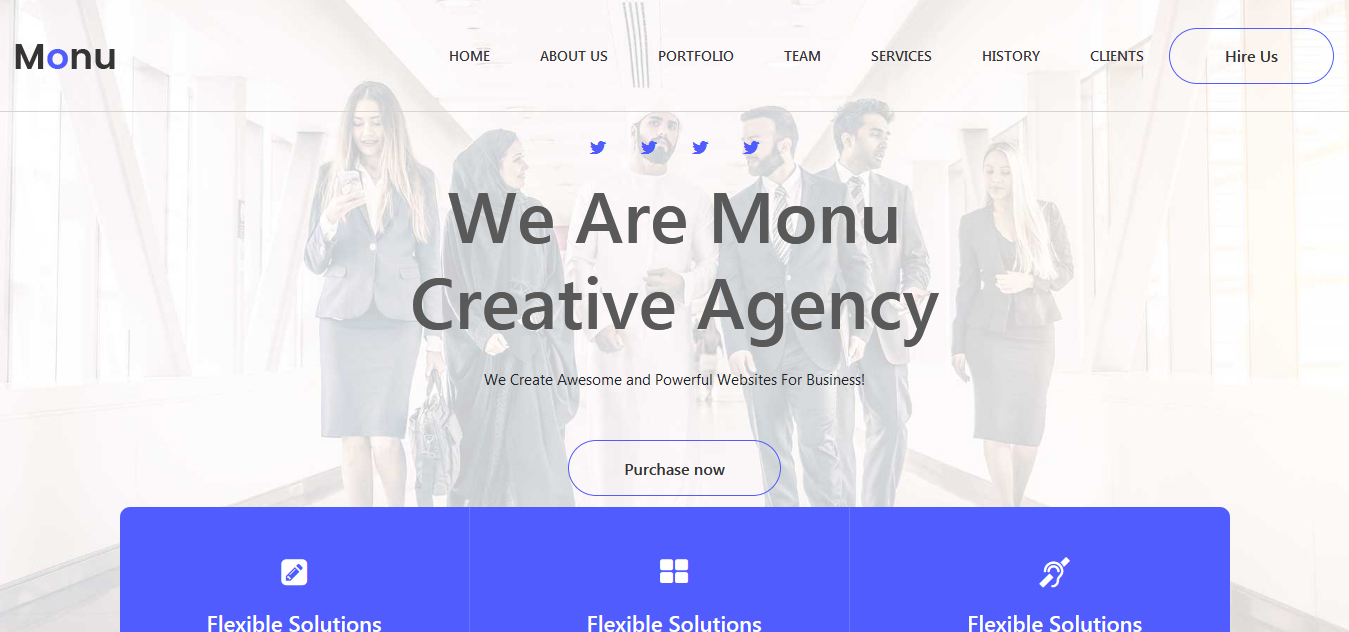 Monu
HOME ABOUT US PORTFOLIO TEAM SERVICES HISTORY CLIENTS Hire Us
We Are Monu
Creative Agency
We Create Awesome and Powerful Websites For Business!
Purchase now
Flexible Solutions Flexible Solutions Flexible Solutions